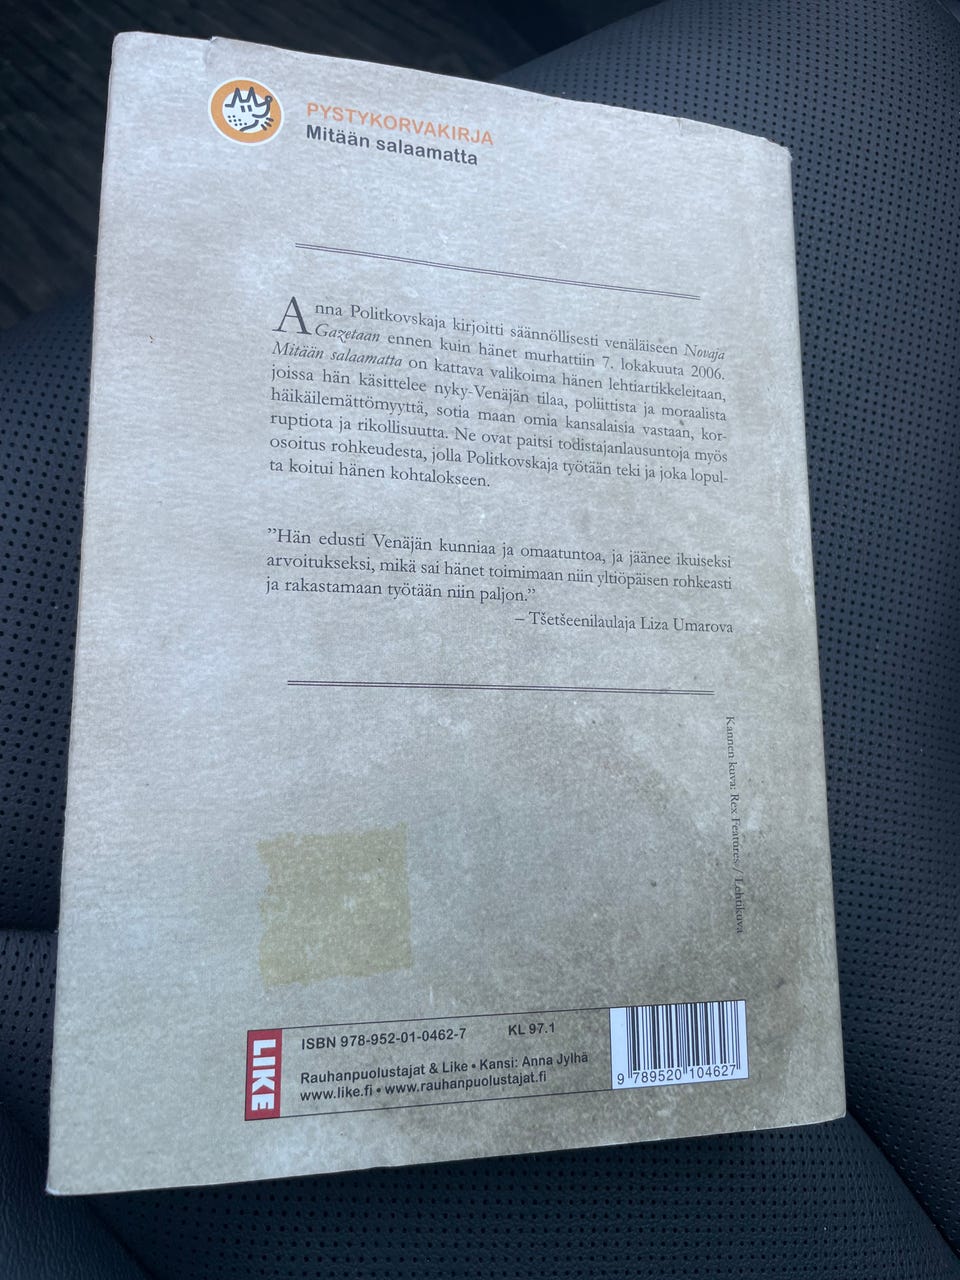 PYSTYKORVAKIRJA
Mitään salaamatta
Anna Politkovskaja kirjoitti säännöllisesti venäläiseen Novaja
Gazetaan ennen kuin hänet murhattiin 7. lokakuuta 2006.
Mitään salaamatta on kattava valikoima hänen lehtiartikkeleitaan,
joissa hän käsittelee nyky-Venäjän tilaa, poliittista ja moraalista
häikäilemättömyyttä, sotia maan omia kansalaisia vastaan, kor-
ruptiota ja rikollisuutta. Ne ovat paitsi todistajanlausuntoja myös
osoitus rohkeudesta, jolla Politkovskaja työtään teki ja joka lopul-
ta koitui hänen kohtalokseen.
”Hän edusti Venäjän kunniaa ja omaatuntoa, ja jäänee ikuiseksi
arvoitukseksi, mikä sai hänet toimimaan niin yltiöpäisen rohkeasti
ja rakastamaan työtään niin paljon.”
– Tšetšeenilaulaja Liza Umarova
Kannen kuva: Rex Features / Lehtikuva
LIKE
ISBN 978-952-01-0462-7 KL 97.1
Rauhanpuolustajat & Like • Kansi: Anna Jylhä
www.like.fi • www.rauhanpuolustajat.fi
9 789520 104627